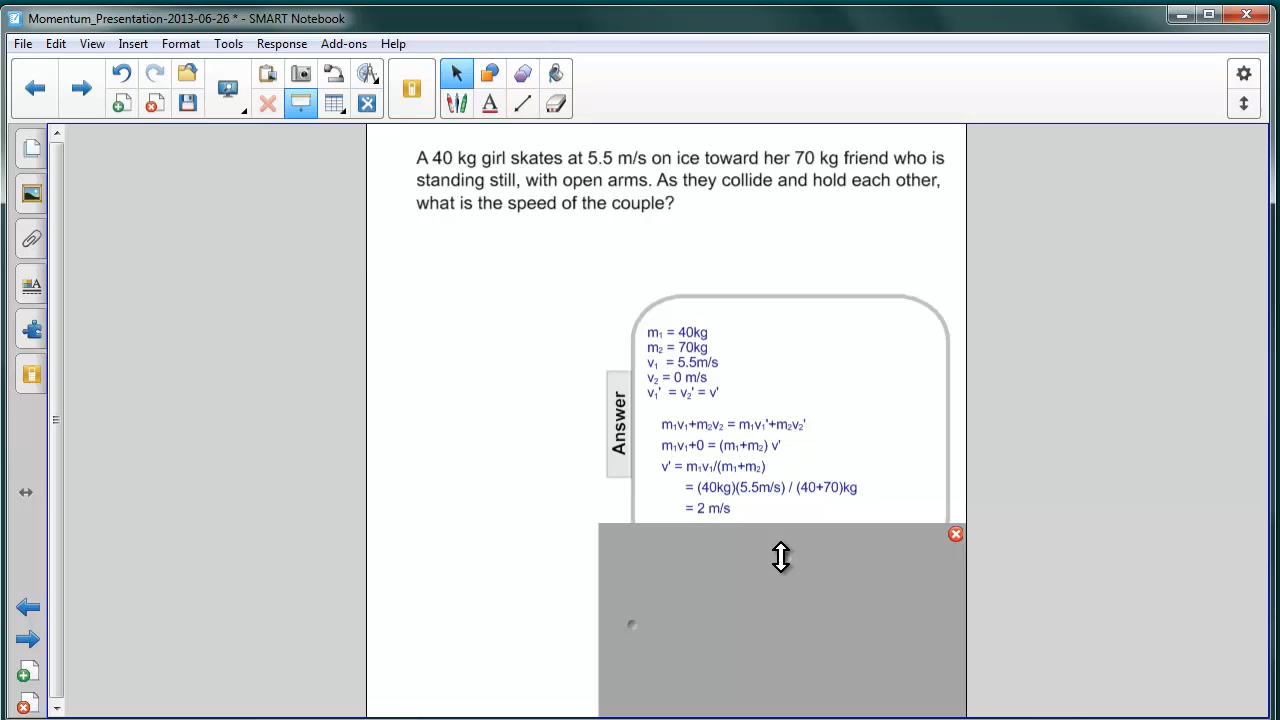 Momentum_Presentation-2013-06-26 * - SMART Notebook
File Edit View Insert Format Tools Response Add-ons Help
A 40 kg girl skates at 5.5 m/s on ice toward her 70 kg friend who is
standing still, with open arms. As they collide and hold each other,
what is the speed of the couple?
Answer
m₁ = 40kg
m₂ = 70kg
v₁ = 5.5m/s
v₂ = 0 m/s
v₁' = v₂' = v'
m₁v₁+m₂v₂ = m₁v₁'+m₂v₂'
m₁v₁+0 = (m₁+m₂) v'
v' = m₁v₁/(m₁+m₂)
= (40kg)(5.5m/s) / (40+70)kg
= 2 m/s